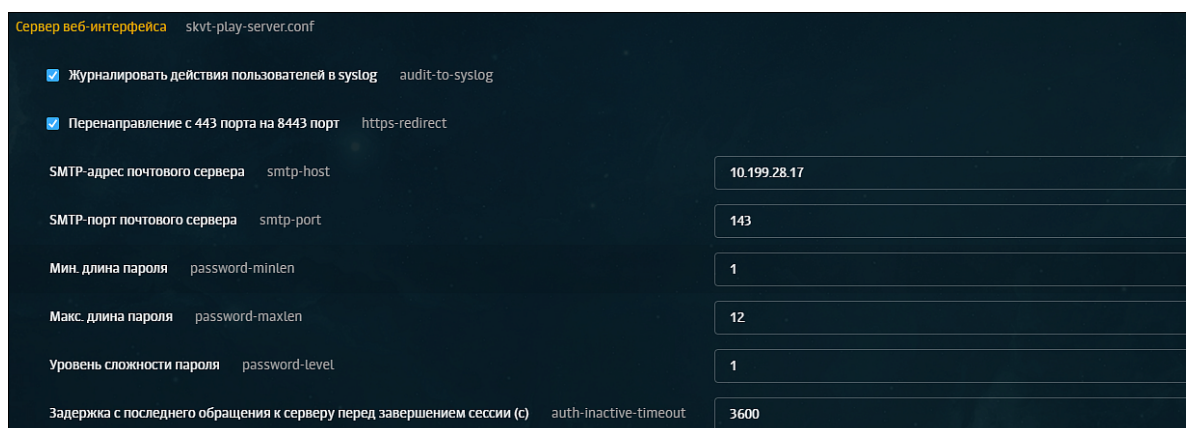 Сервер веб-интерфейса skvt-play-server.conf
Журналировать действия пользователей в syslog audit-to-syslog
Перенаправление с 443 порта на 8443 порт https-redirect
SMTP-адрес почтового сервера smtp-host 10.199.28.17
SMTP-порт почтового сервера smtp-port 143
Мин. длина пароля password-minlen 1
Макс. длина пароля password-maxlen 12
Уровень сложности пароля password-level 1
Задержка с последнего обращения к серверу перед завершением сессии (с) auth-inactive-timeout 3600